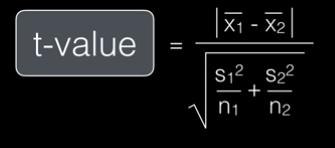 t-value = |x̅₁ - x̅₂|
√ s₁²/n₁ + s₂²/n₂